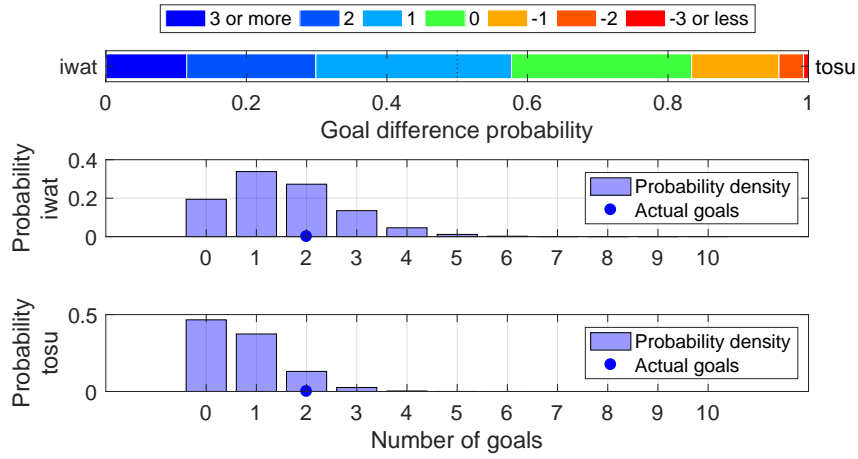 3 or more 2 1 0 -1 -2 -3 or less
iwat tosu
0 0.2 0.4 0.6 0.8 1
Goal difference probability
Probability
iwat
0.4
0.2
0
Probability density
Actual goals
0 1 2 3 4 5 6 7 8 9 10
Probability
tosu
0.5
0
Probability density
Actual goals
0 1 2 3 4 5 6 7 8 9 10
Number of goals